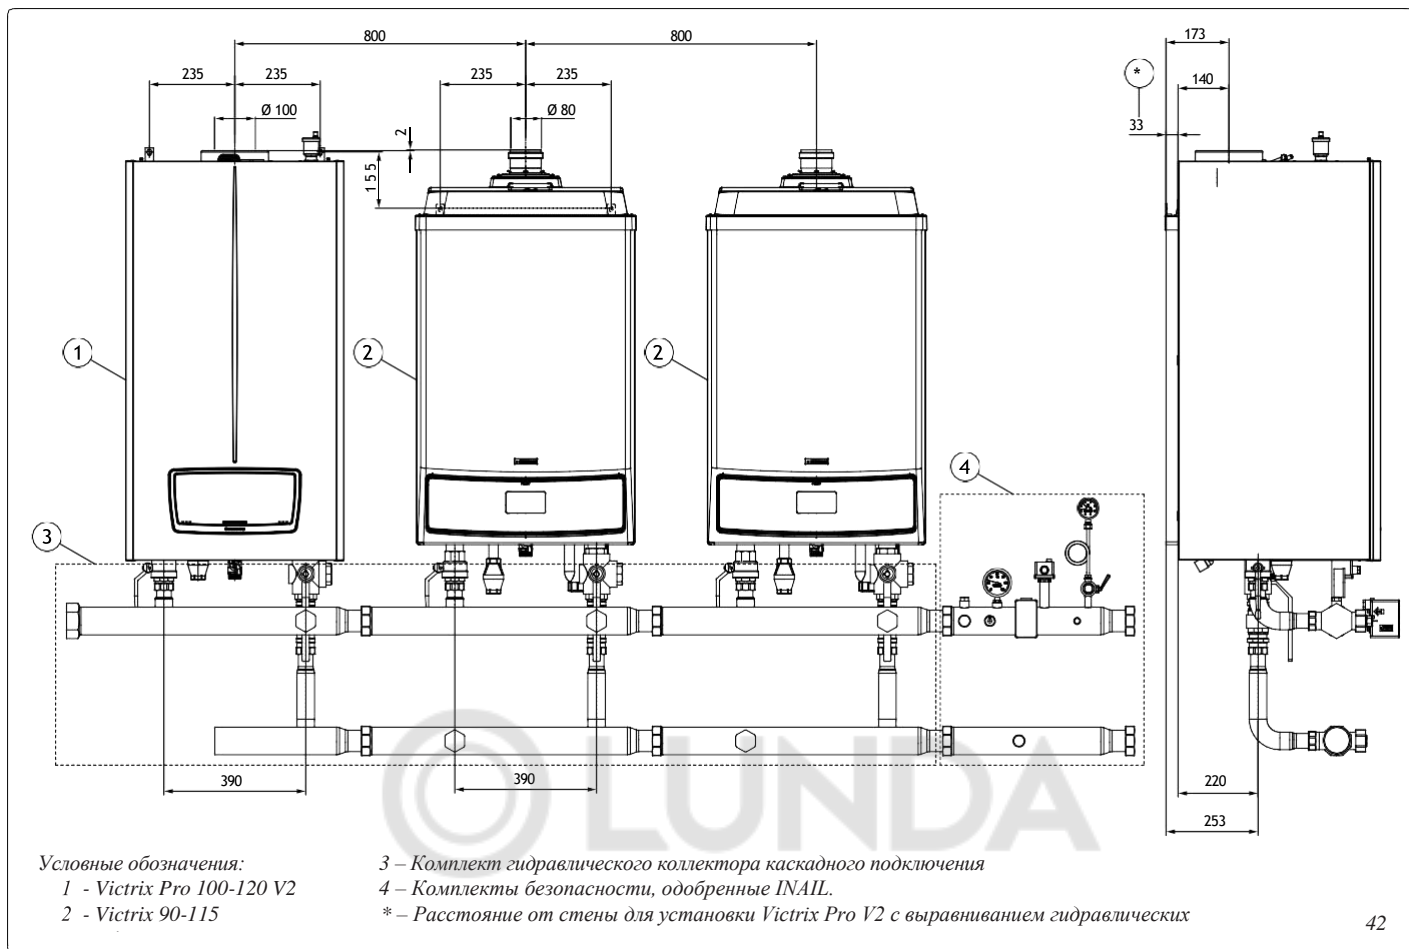 800
800
173
235
235
235
235
*
140
Ø 100
Ø 80
2
33
155
1
2
2
4
3
390
390
220
253
LUNDA
Условные обозначения:
1 - Victrix Pro 100-120 V2
2 - Victrix 90-115
3 – Комплект гидравлического коллектора каскадного подключения
4 – Комплекты безопасности, одобренные INAIL.
* – Расстояние от стены для установки Victrix Pro V2 с выравниванием гидравлических
42